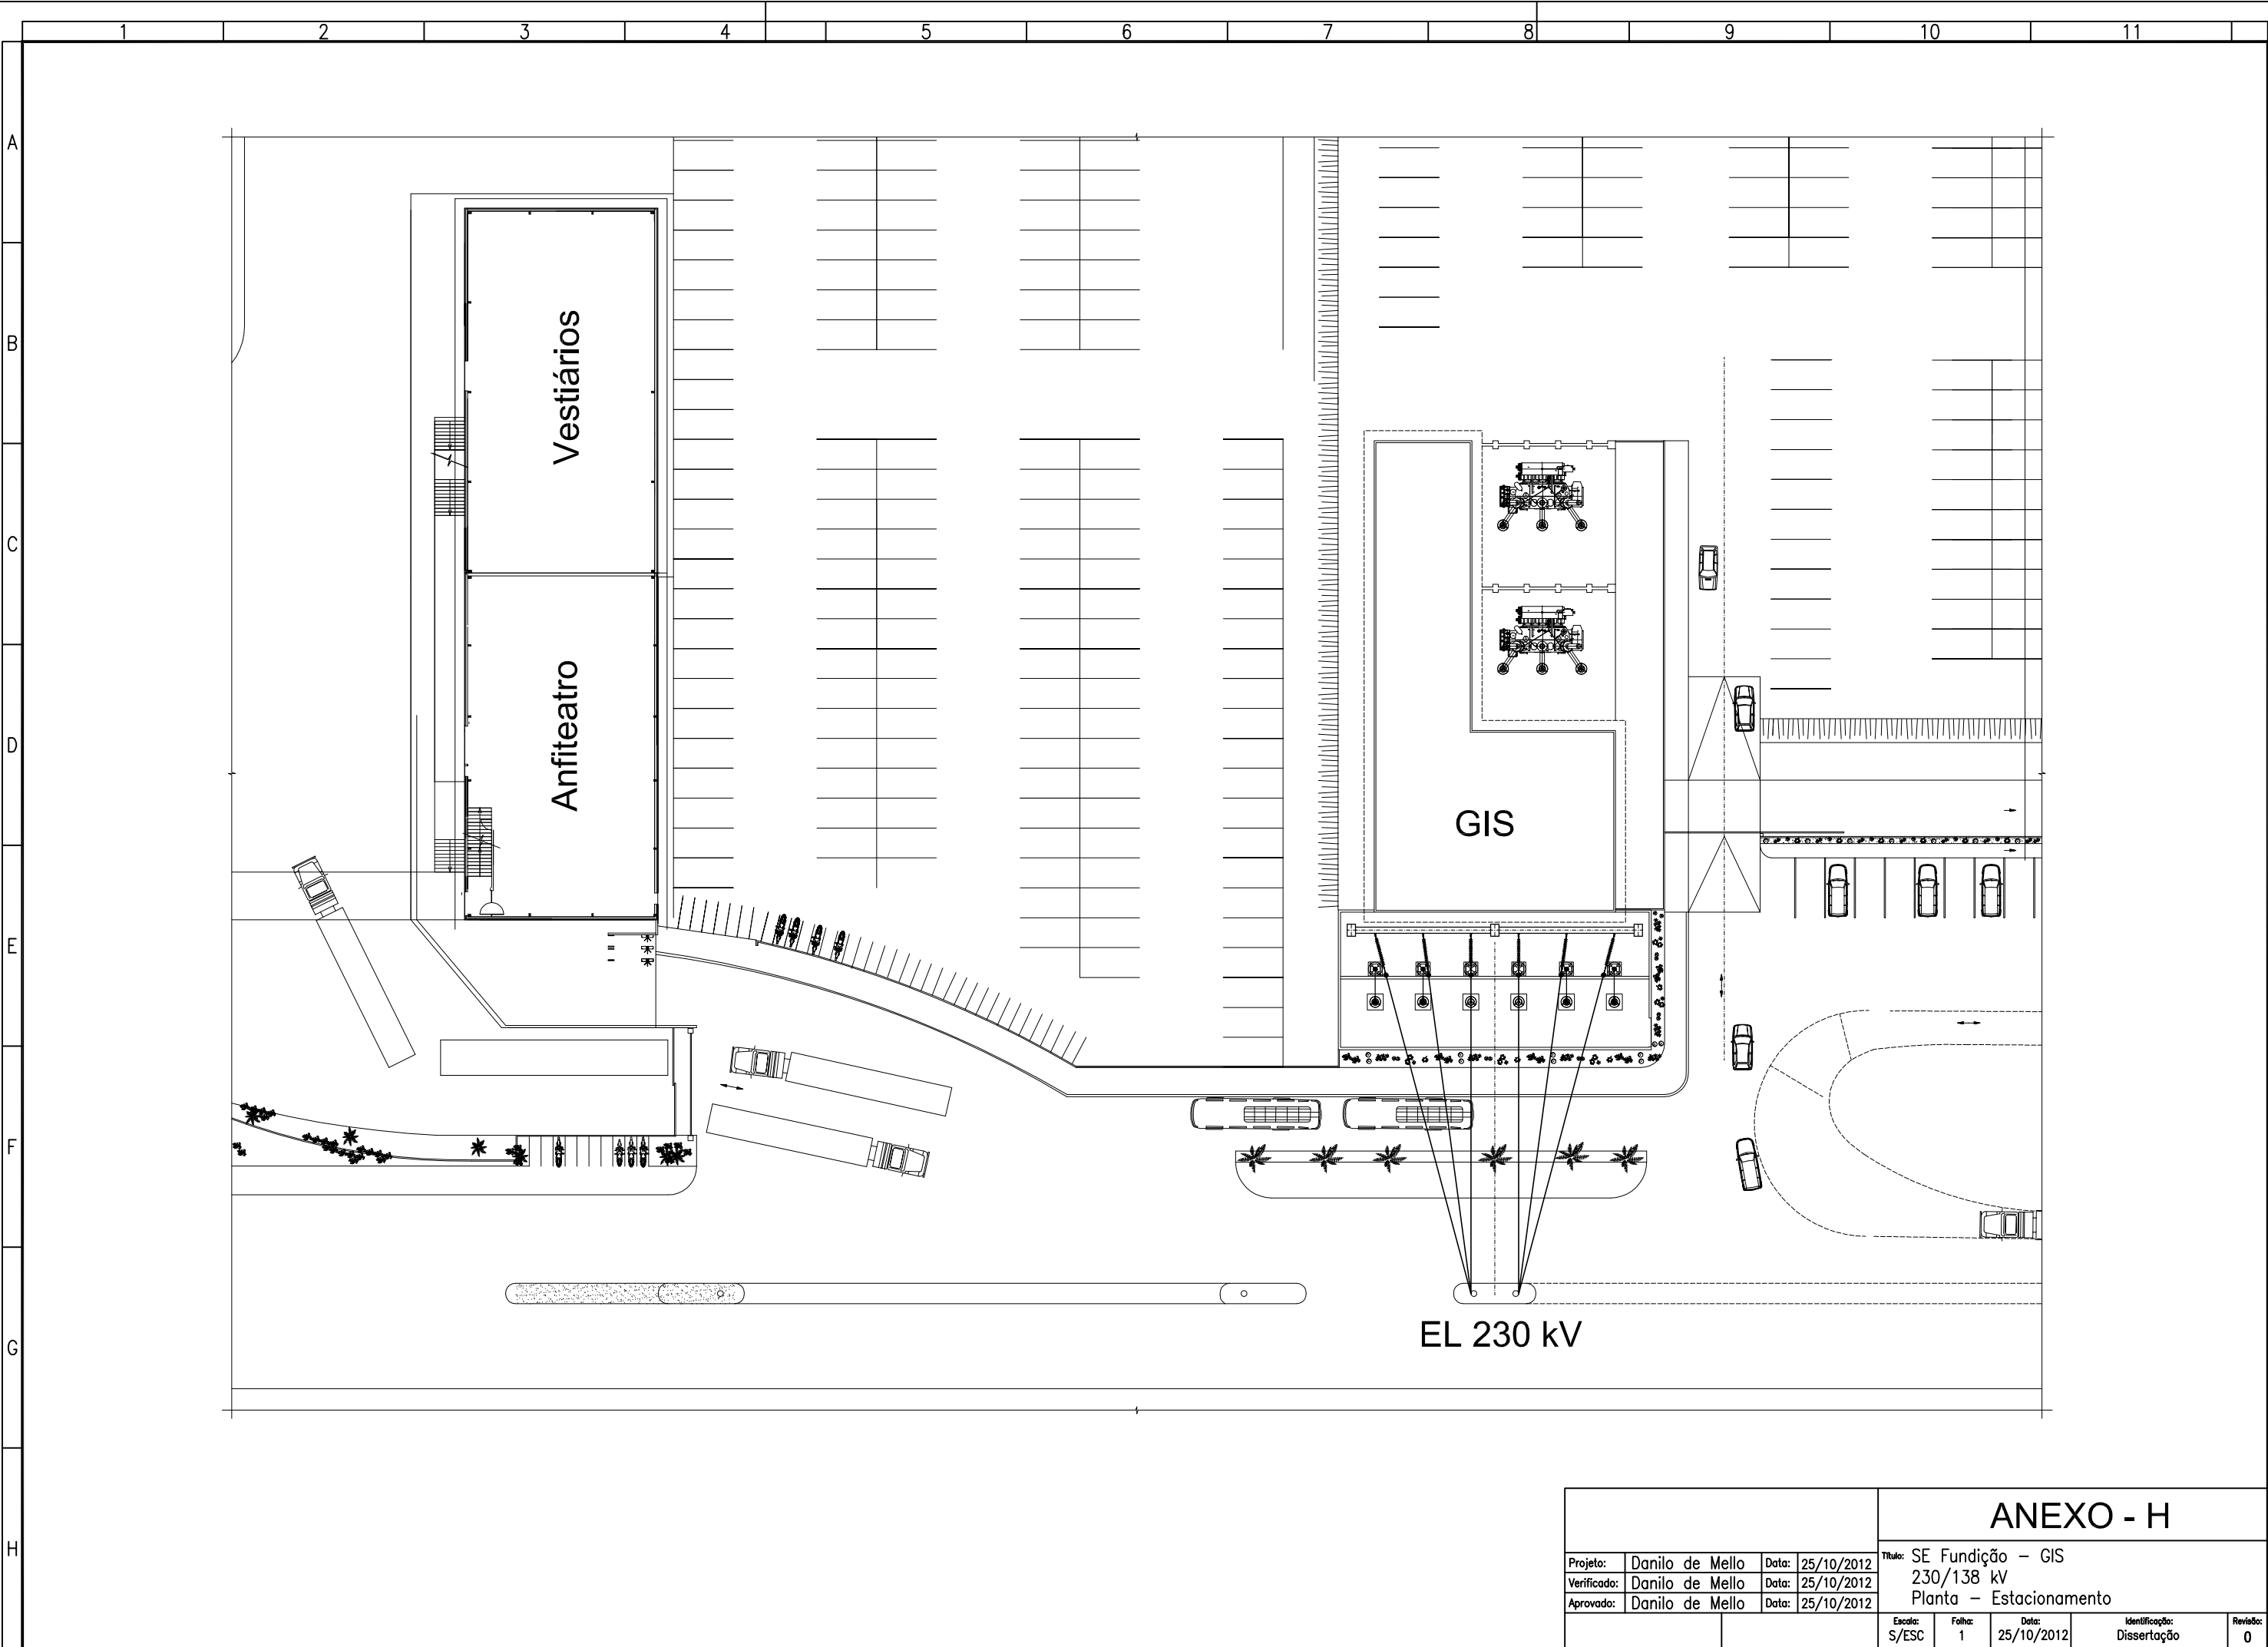 1 2 3 4 5 6 7 8 9 10 11
A
B
C
D
E
F
G
H
Vestiários
Anfiteatro
GIS
EL 230 kV
ANEXO - H
Projeto: Danilo de Mello Data: 25/10/2012
Verificado: Danilo de Mello Data: 25/10/2012
Aprovado: Danilo de Mello Data: 25/10/2012
Título: SE Fundição - GIS
230/138 kV
Planta - Estacionamento
Escala: Folha: Data: Identificação: Revisão:
S/ESC 1 25/10/2012 Dissertação 0